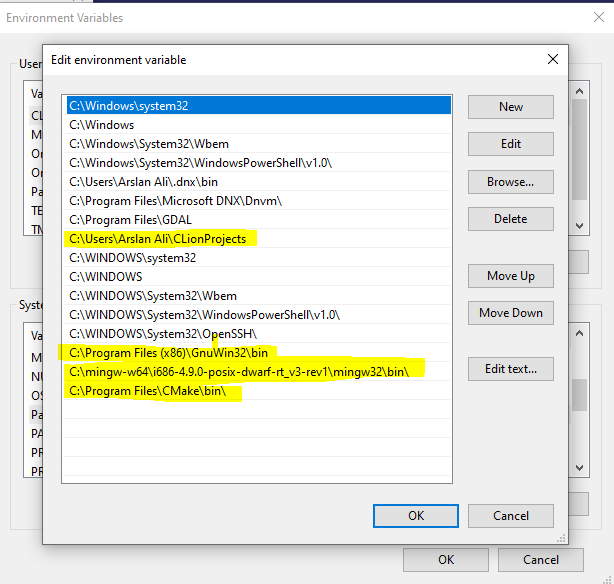 Environment Variables
Edit environment variable
User
Va
CL
M
On
On
Pa
TE
TM
C:\Windows\system32
C:\Windows
C:\Windows\System32\Wbem
C:\Windows\System32\WindowsPowerShell\v1.0\
C:\Users\Arslan Ali\.dnx\bin
C:\Program Files\Microsoft DNX\Dnvm\
C:\Program Files\GDAL
C:\Users\Arslan Ali\CLionProjects
C:\WINDOWS\system32
C:\WINDOWS
C:\WINDOWS\System32\Wbem
C:\WINDOWS\System32\WindowsPowerShell\v1.0\
C:\WINDOWS\System32\OpenSSH\
C:\Program Files (x86)\GnuWin32\bin
C:\mingw-w64\i686-4.9.0-posix-dwarf-rt_v3-rev1\mingw32\bin\
C:\Program Files\CMake\bin\
New
Edit
Browse...
Delete
Move Up
Move Down
Edit text...
Syste
Va
M
NU
OS
Pa
PA
PR
PR
OK
Cancel
OK
Cancel